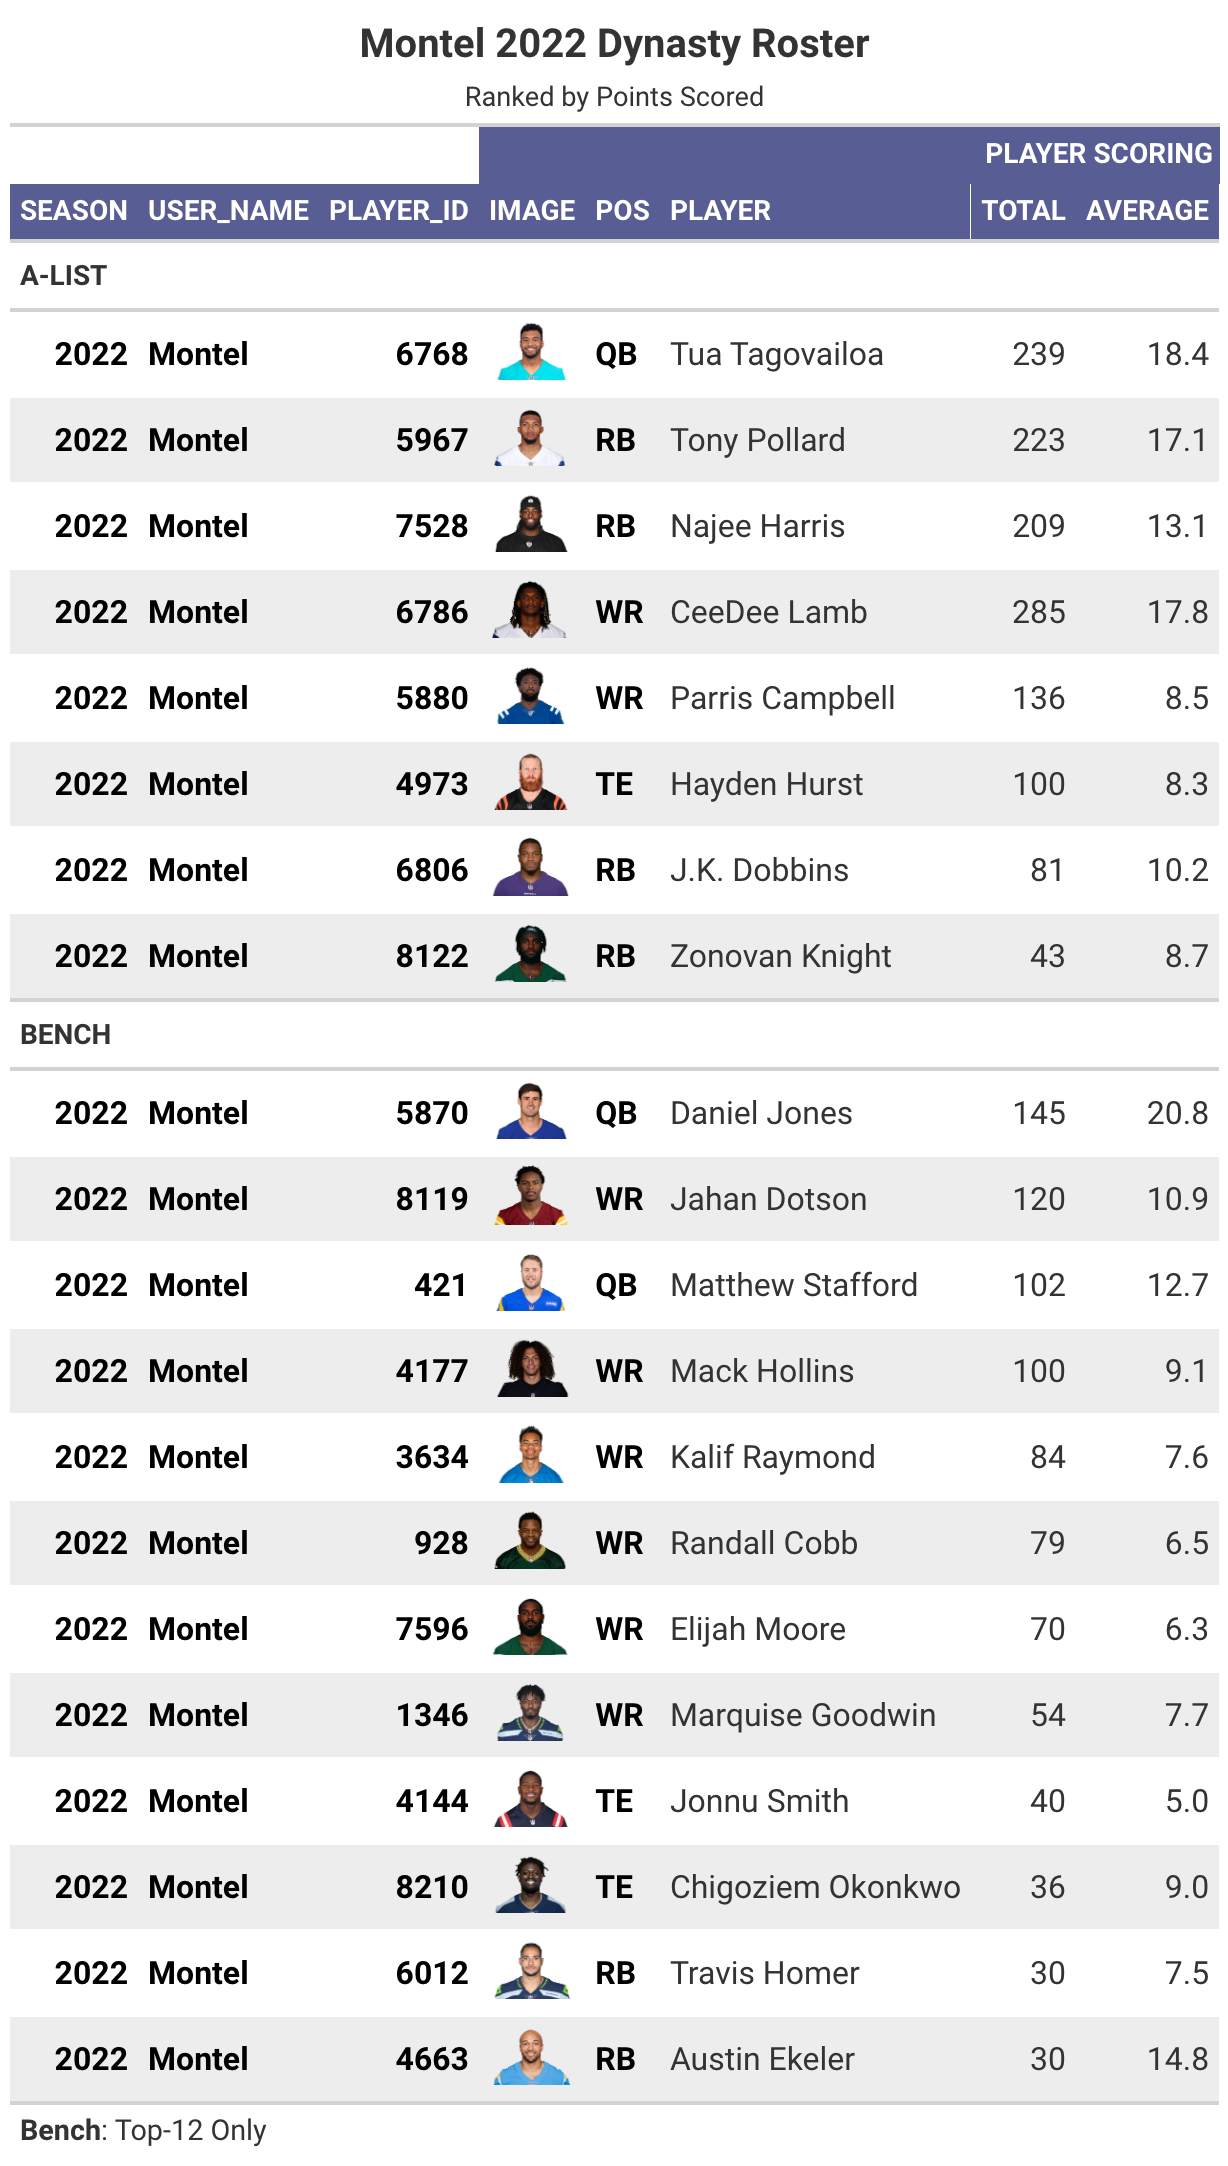 Montel 2022 Dynasty Roster
Ranked by Points Scored
PLAYER SCORING
SEASON USER_NAME PLAYER_ID IMAGE POS PLAYER TOTAL AVERAGE
A-LIST
2022 Montel 6768 QB Tua Tagovailoa 239 18.4
2022 Montel 5967 RB Tony Pollard 223 17.1
2022 Montel 7528 RB Najee Harris 209 13.1
2022 Montel 6786 WR CeeDee Lamb 285 17.8
2022 Montel 5880 WR Parris Campbell 136 8.5
2022 Montel 4973 TE Hayden Hurst 100 8.3
2022 Montel 6806 RB J.K. Dobbins 81 10.2
2022 Montel 8122 RB Zonovan Knight 43 8.7
BENCH
2022 Montel 5870 QB Daniel Jones 145 20.8
2022 Montel 8119 WR Jahan Dotson 120 10.9
2022 Montel 421 QB Matthew Stafford 102 12.7
2022 Montel 4177 WR Mack Hollins 100 9.1
2022 Montel 3634 WR Kalif Raymond 84 7.6
2022 Montel 928 WR Randall Cobb 79 6.5
2022 Montel 7596 WR Elijah Moore 70 6.3
2022 Montel 1346 WR Marquise Goodwin 54 7.7
2022 Montel 4144 TE Jonnu Smith 40 5.0
2022 Montel 8210 TE Chigoziem Okonkwo 36 9.0
2022 Montel 6012 RB Travis Homer 30 7.5
2022 Montel 4663 RB Austin Ekeler 30 14.8
Bench: Top-12 Only